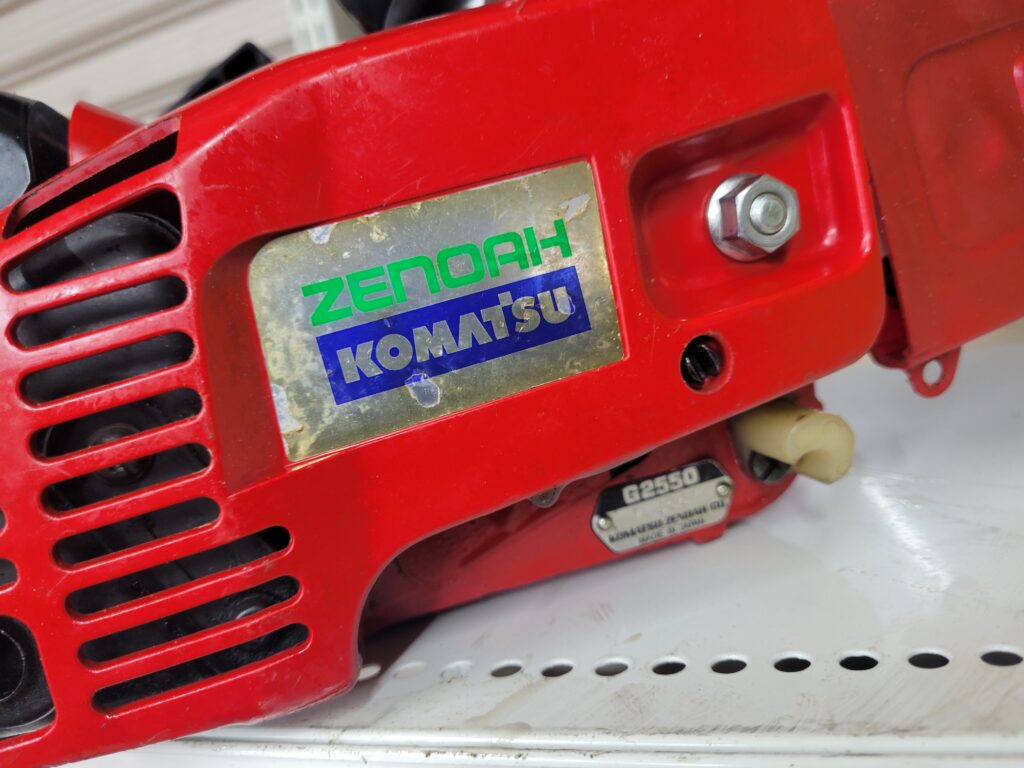 ZENOAH
KOMATSU
G2550
KOMATSU ZENOAH CO.
MADE IN JAPAN